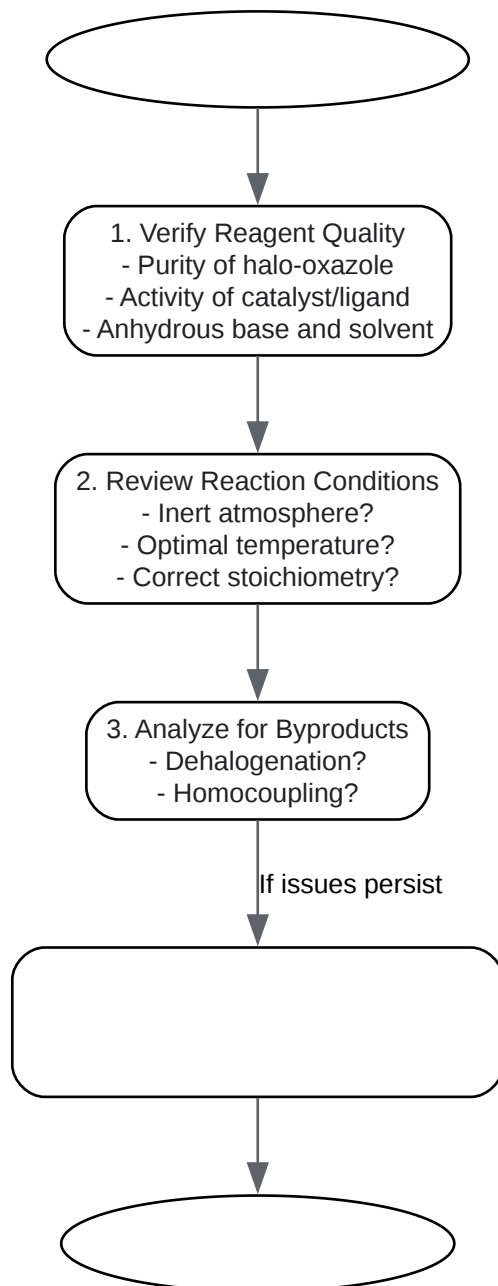 1. Verify Reagent Quality
- Purity of halo-oxazole
- Activity of catalyst/ligand
- Anhydrous base and solvent
2. Review Reaction Conditions
- Inert atmosphere?
- Optimal temperature?
- Correct stoichiometry?
3. Analyze for Byproducts
- Dehalogenation?
- Homocoupling?
If issues persist